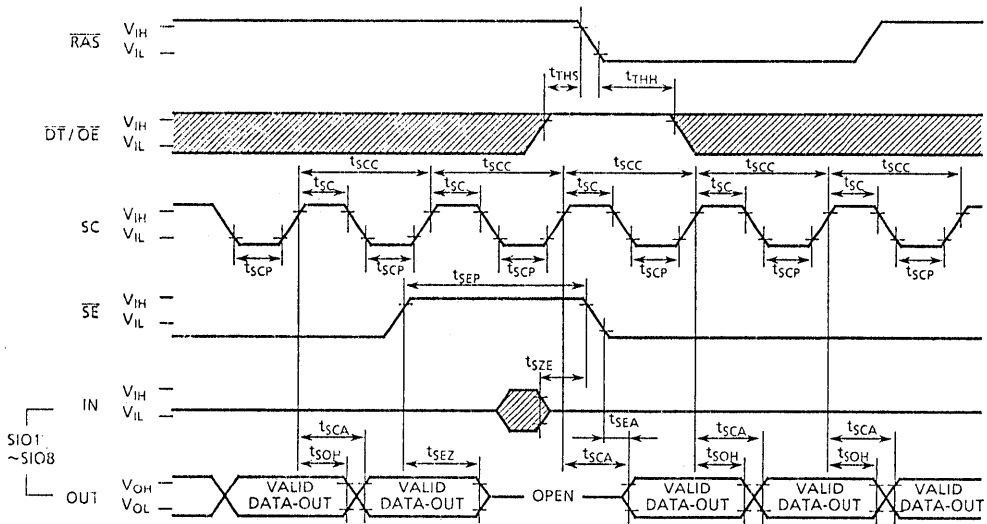 RAS VIH
VIL
tTHS tTHH
DT/OE VIH
VIL
tSCC tSCC tSCC tSCC tSCC
tSC tSC tSC tSC tSC
SC VIH
VIL
tSCP tSCP tSCP tSCP tSCP tSCP
tSEP
SE VIH
VIL
tSZE
IN VIH
VIL
tSEA
SIO1
~SIO8
tSCA tSCA tSCA tSCA
tSOH tSEZ tSOH tSOH
OUT VOH
VOL
VALID DATA-OUT
VALID DATA-OUT
OPEN
VALID DATA-OUT
VALID DATA-OUT
VALID DATA-OUT